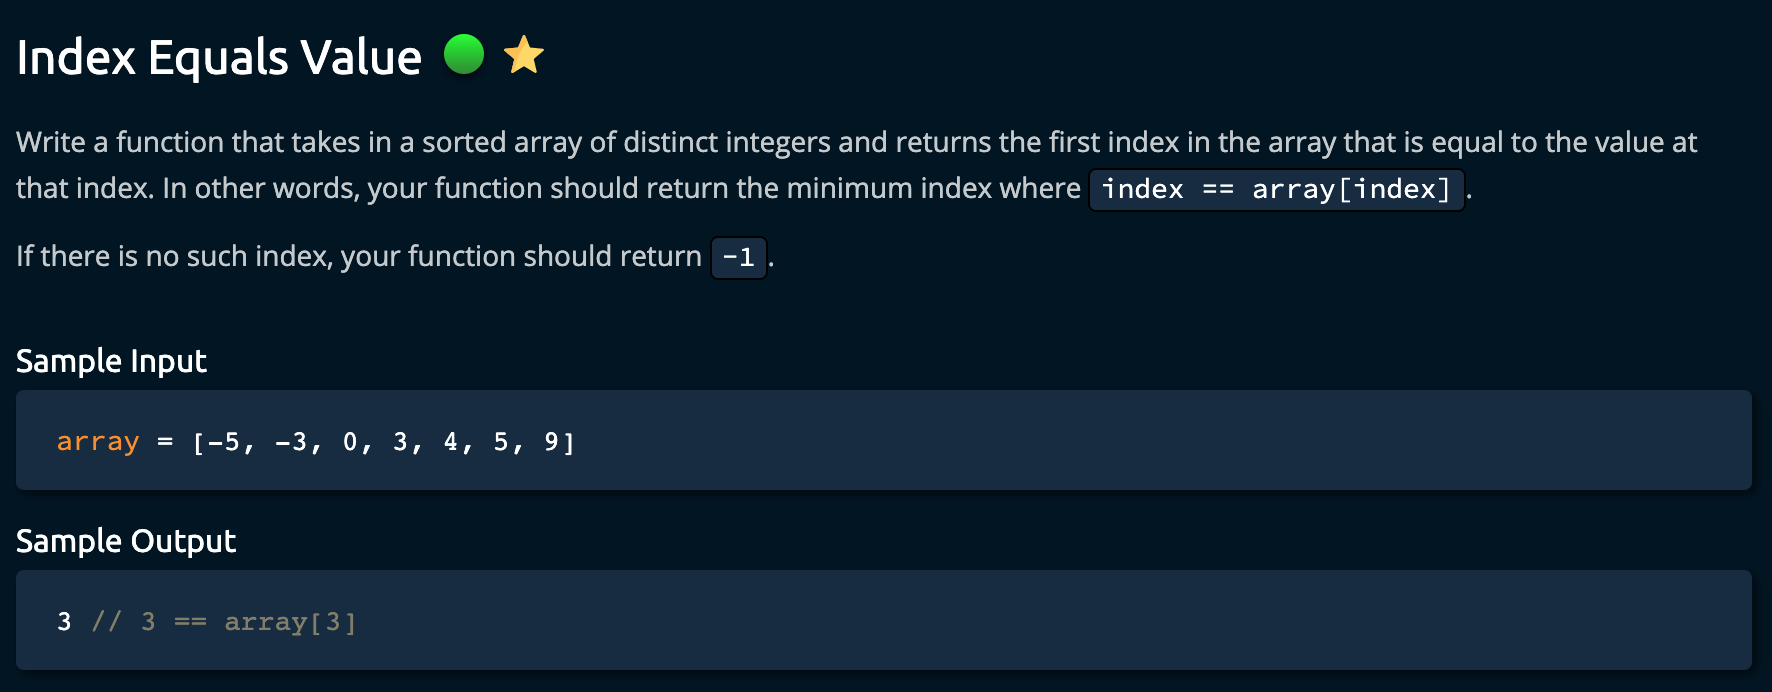 Index Equals Value
Write a function that takes in a sorted array of distinct integers and returns the first index in the array that is equal to the value at
that index. In other words, your function should return the minimum index where index == array[index].
If there is no such index, your function should return -1.
Sample Input
array = [-5, -3, 0, 3, 4, 5, 9]
Sample Output
3 // 3 == array[3]